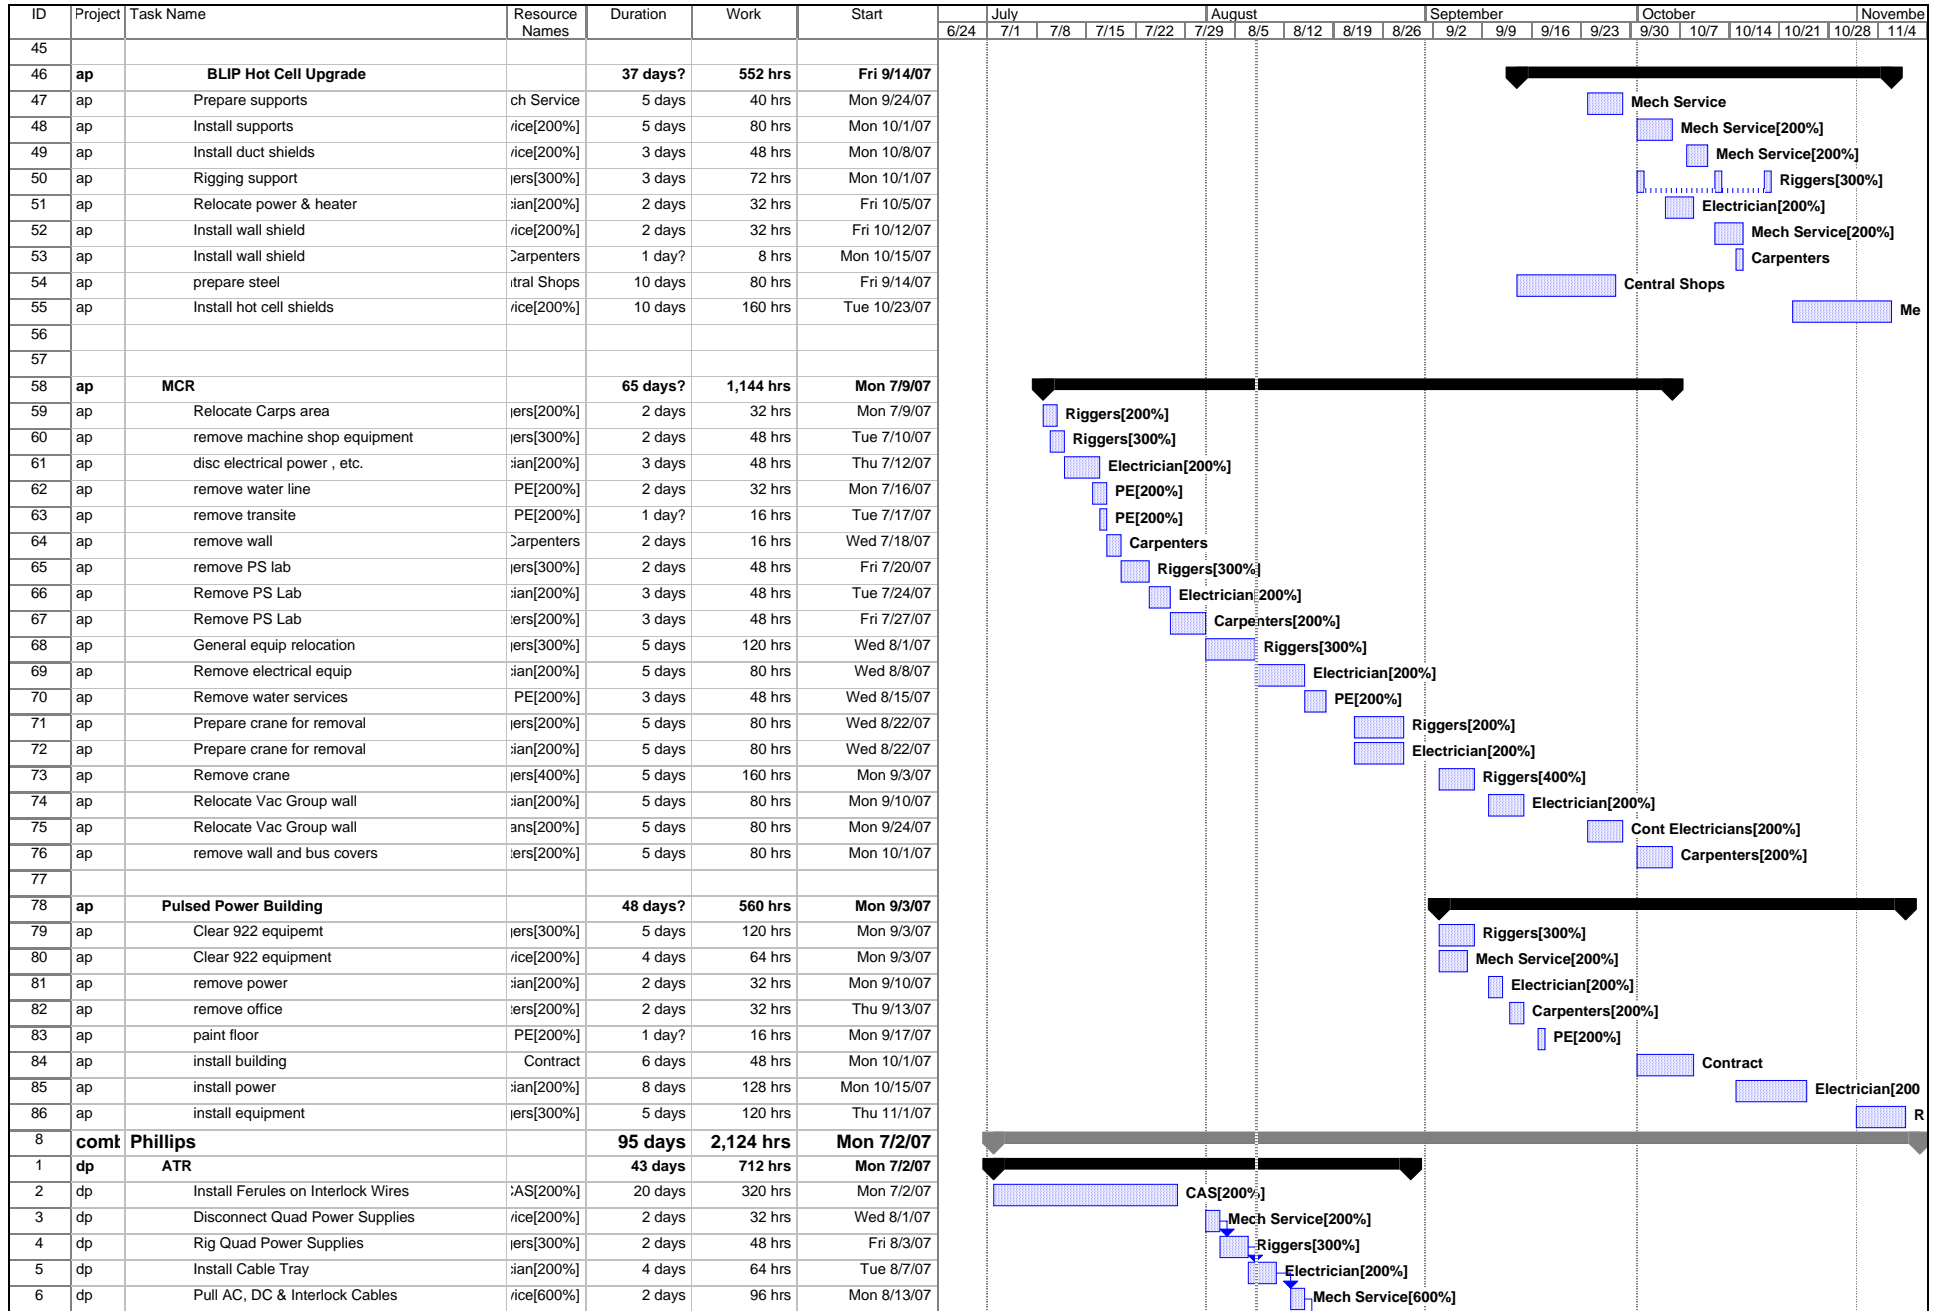 ID Project Task Name Resource Names Duration Work Start July August September October Novembe
6/24 7/1 7/8 7/15 7/22 7/29 8/5 8/12 8/19 8/26 9/2 9/9 9/16 9/23 9/30 10/7 10/14 10/21 10/28 11/4
45
46 ap BLIP Hot Cell Upgrade 37 days? 552 hrs Fri 9/14/07
47 ap Prepare supports ch Service 5 days 40 hrs Mon 9/24/07 Mech Service
48 ap Install supports vice[200%] 5 days 80 hrs Mon 10/1/07 Mech Service[200%]
49 ap Install duct shields vice[200%] 3 days 48 hrs Mon 10/8/07 Mech Service[200%]
50 ap Rigging support gers[300%] 3 days 72 hrs Mon 10/1/07 Riggers[300%]
51 ap Relocate power & heater cian[200%] 2 days 32 hrs Fri 10/5/07 Electrician[200%]
52 ap Install wall shield vice[200%] 2 days 32 hrs Fri 10/12/07 Mech Service[200%]
53 ap Install wall shield Carpenters 1 day? 8 hrs Mon 10/15/07 Carpenters
54 ap prepare steel ntral Shops 10 days 80 hrs Fri 9/14/07 Central Shops
55 ap Install hot cell shields vice[200%] 10 days 160 hrs Tue 10/23/07 Me
56
57
58 ap MCR 65 days? 1,144 hrs Mon 7/9/07
59 ap Relocate Carps area gers[200%] 2 days 32 hrs Mon 7/9/07 Riggers[200%]
60 ap remove machine shop equipment gers[300%] 2 days 48 hrs Tue 7/10/07 Riggers[300%]
61 ap disc electrical power , etc. cian[200%] 3 days 48 hrs Thu 7/12/07 Electrician[200%]
62 ap remove water line PE[200%] 2 days 32 hrs Mon 7/16/07 PE[200%]
63 ap remove transite PE[200%] 1 day? 16 hrs Tue 7/17/07 PE[200%]
64 ap remove wall Carpenters 2 days 16 hrs Wed 7/18/07 Carpenters
65 ap remove PS lab gers[300%] 2 days 48 hrs Fri 7/20/07 Riggers[300%]
66 ap Remove PS Lab cian[200%] 3 days 48 hrs Tue 7/24/07 Electrician[200%]
67 ap Remove PS Lab ters[200%] 3 days 48 hrs Fri 7/27/07 Carpenters[200%]
68 ap General equip relocation gers[300%] 5 days 120 hrs Wed 8/1/07 Riggers[300%]
69 ap Remove electrical equip cian[200%] 5 days 80 hrs Wed 8/8/07 Electrician[200%]
70 ap Remove water services PE[200%] 3 days 48 hrs Wed 8/15/07 PE[200%]
71 ap Prepare crane for removal gers[200%] 5 days 80 hrs Wed 8/22/07 Riggers[200%]
72 ap Prepare crane for removal cian[200%] 5 days 80 hrs Wed 8/22/07 Electrician[200%]
73 ap Remove crane gers[400%] 5 days 160 hrs Mon 9/3/07 Riggers[400%]
74 ap Relocate Vac Group wall cian[200%] 5 days 80 hrs Mon 9/10/07 Electrician[200%]
75 ap Relocate Vac Group wall ans[200%] 5 days 80 hrs Mon 9/24/07 Cont Electricians[200%]
76 ap remove wall and bus covers ters[200%] 5 days 80 hrs Mon 10/1/07 Carpenters[200%]
77
78 ap Pulsed Power Building 48 days? 560 hrs Mon 9/3/07
79 ap Clear 922 equipemt gers[300%] 5 days 120 hrs Mon 9/3/07 Riggers[300%]
80 ap Clear 922 equipment vice[200%] 4 days 64 hrs Mon 9/3/07 Mech Service[200%]
81 ap remove power cian[200%] 2 days 32 hrs Mon 9/10/07 Electrician[200%]
82 ap remove office ters[200%] 2 days 32 hrs Thu 9/13/07 Carpenters[200%]
83 ap paint floor PE[200%] 1 day? 16 hrs Mon 9/17/07 PE[200%]
84 ap install building Contract 6 days 48 hrs Mon 10/1/07 Contract
85 ap install power cian[200%] 8 days 128 hrs Mon 10/15/07 Electrician[200
86 ap install equipment gers[300%] 5 days 120 hrs Thu 11/1/07 R
8 comb Phillips 95 days 2,124 hrs Mon 7/2/07
1 dp ATR 43 days 712 hrs Mon 7/2/07
2 dp Install Ferules on Interlock Wires CAS[200%] 20 days 320 hrs Mon 7/2/07 CAS[200%]
3 dp Disconnect Quad Power Supplies vice[200%] 2 days 32 hrs Wed 8/1/07 Mech Service[200%]
4 dp Rig Quad Power Supplies gers[300%] 2 days 48 hrs Fri 8/3/07 Riggers[300%]
5 dp Install Cable Tray cian[200%] 4 days 64 hrs Tue 8/7/07 Electrician[200%]
6 dp Pull AC, DC & Interlock Cables vice[600%] 2 days 96 hrs Mon 8/13/07 Mech Service[600%]